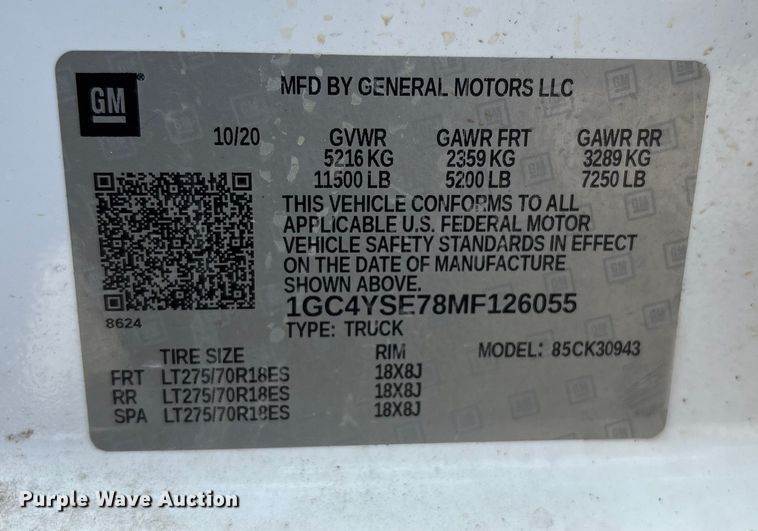 GM
MFD BY GENERAL MOTORS LLC
10/20 GVWR GAWR FRT GAWR RR
5216 KG 2359 KG 3289 KG
11500 LB 5200 LB 7250 LB
THIS VEHICLE CONFORMS TO ALL
APPLICABLE U.S. FEDERAL MOTOR
VEHICLE SAFETY STANDARDS IN EFFECT
ON THE DATE OF MANUFACTURE
SHOWN ABOVE.
8624
1GC4YSE78MF126055
TYPE: TRUCK
TIRE SIZE RIM MODEL: 85CK30943
FRT LT275/70R18ES 18X8J
RR LT275/70R18ES 18X8J
SPA LT275/70R18ES 18X8J
Purple Wave Auction